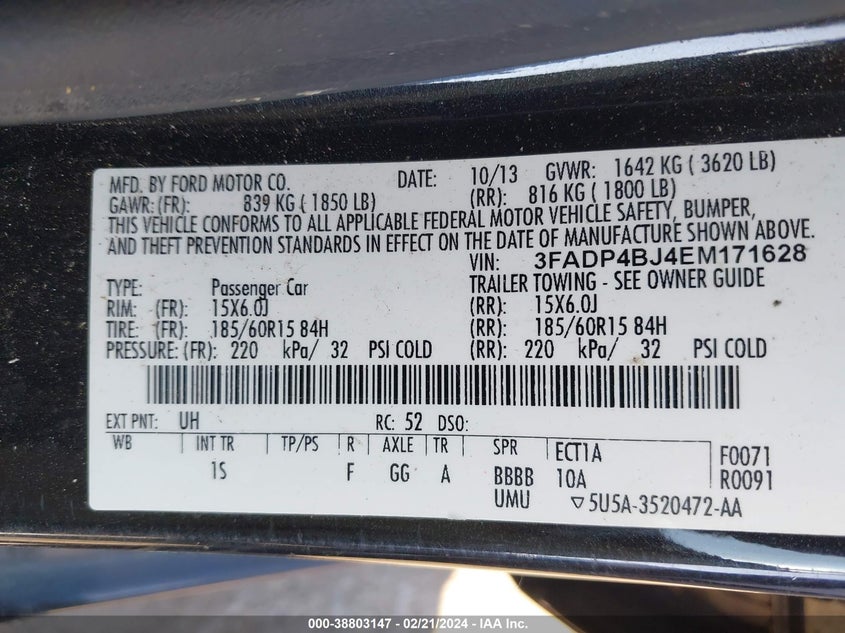 MFD. BY FORD MOTOR CO. DATE: 10/13 GVWR: 1642 KG ( 3620 LB)
GAWR: (FR): 839 KG ( 1850 LB) (RR): 816 KG ( 1800 LB)
THIS VEHICLE CONFORMS TO ALL APPLICABLE FEDERAL MOTOR VEHICLE SAFETY, BUMPER,
AND THEFT PREVENTION STANDARDS IN EFFECT ON THE DATE OF MANUFACTURE SHOWN ABOVE.
VIN: 3FADP4BJ4EM171628
TYPE: Passenger Car TRAILER TOWING - SEE OWNER GUIDE
RIM: (FR): 15X6.0J (RR): 15X6.0J
TIRE: (FR): 185/60R15 84H (RR): 185/60R15 84H
PRESSURE: (FR): 220 kPa/ 32 PSI COLD (RR): 220 kPa/ 32 PSI COLD
EXT PNT: UH RC: 52 DSO:
WB INT TR TP/PS R AXLE TR SPR ECT1A F0071
1S F GG A BBBB 10A R0091
UMU ▽5U5A-3520472-AA
000-38803147 - 02/21/2024 - IAA Inc.